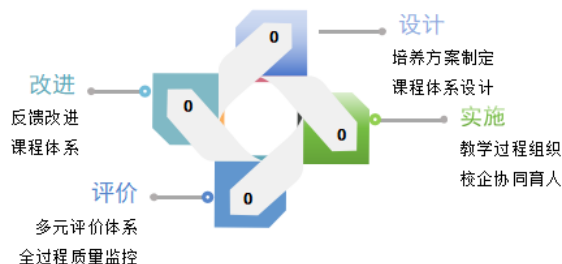 设计
培养方案制定
课程体系设计
0
改进
反馈改进
课程体系
0
实施
教学过程组织
校企协同育人
0
评价
多元评价体系
全过程质量监控
0